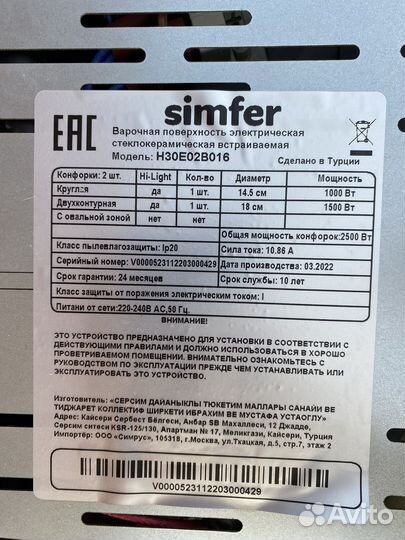 simfer
EAC
Варочная поверхность электрическая
стеклокерамическая встраиваемая
Модель: H30E02B016
Сделано в Турции
Конфорки: 2 шт. Hi-Light Кол-во Диаметр Мощность
Круглая да 1 шт. 14.5 см 1000 Вт
Двухконтурная да 1 шт. 18 см 1500 Вт
С овальной зоной нет нет
Общая мощность конфорок:2500 Вт
Класс пылевлагозащиты: Ip20 Сила тока: 10.86 А
Серийный номер: V0000523112203000429 Дата производства: 03.2022
Срок гарантии: 24 месяцев Срок службы: 10 лет
Класс защиты от поражения электрическим током: I
Питани от сети:220-240В AC,50 Гц.
ВНИМАНИЕ!
ЭТО УСТРОЙСТВО ПРЕДНАЗНАЧЕНО ДЛЯ УСТАНОВКИ В СООТВЕТСТВИИ С
ДЕЙСТВУЮЩИМИ ПРАВИЛАМИ И ДОЛЖНО ИСПОЛЬЗОВАТЬСЯ В ХОРОШО
ПРОВЕТРИВАЕМОМ ПОМЕЩЕНИИ. ВНИМАТЕЛЬНО ОЗНАКОМЬТЕСЬ С
РУКОВОДСТВОМ ПО ЭКСПЛУАТАЦИИ ПРЕЖДЕ ЧЕМ УСТАНАВЛИВАТЬ ИЛИ
ЭКСПЛУАТИРОВАТЬ ЭТО УСТРОЙСТВО.
Изготовитель: «СЕРСИМ ДАЙАНЫКЛЫ ТЮКЕТИМ МАЛЛАРЫ САНАЙИ ВЕ
ТИДЖАРЕТ КОЛЛЕКТИФ ШИРКЕТИ ИБРАХИМ ВЕ МУСТАФА УСТАОГЛУ»
Адрес: Кайсери Сербест Бёлгеси, Анбар SB Махаллеси, 12 Джадде,
Серсим ситеси KSR-125/130, Апартман № 17, Меликгази, Кайсери, Турция
Импортёр: ООО «Симрус», 105318, г.Москва, ул.Ткацкая, д.5, стр.7, этаж 2
V0000523112203000429
Avito